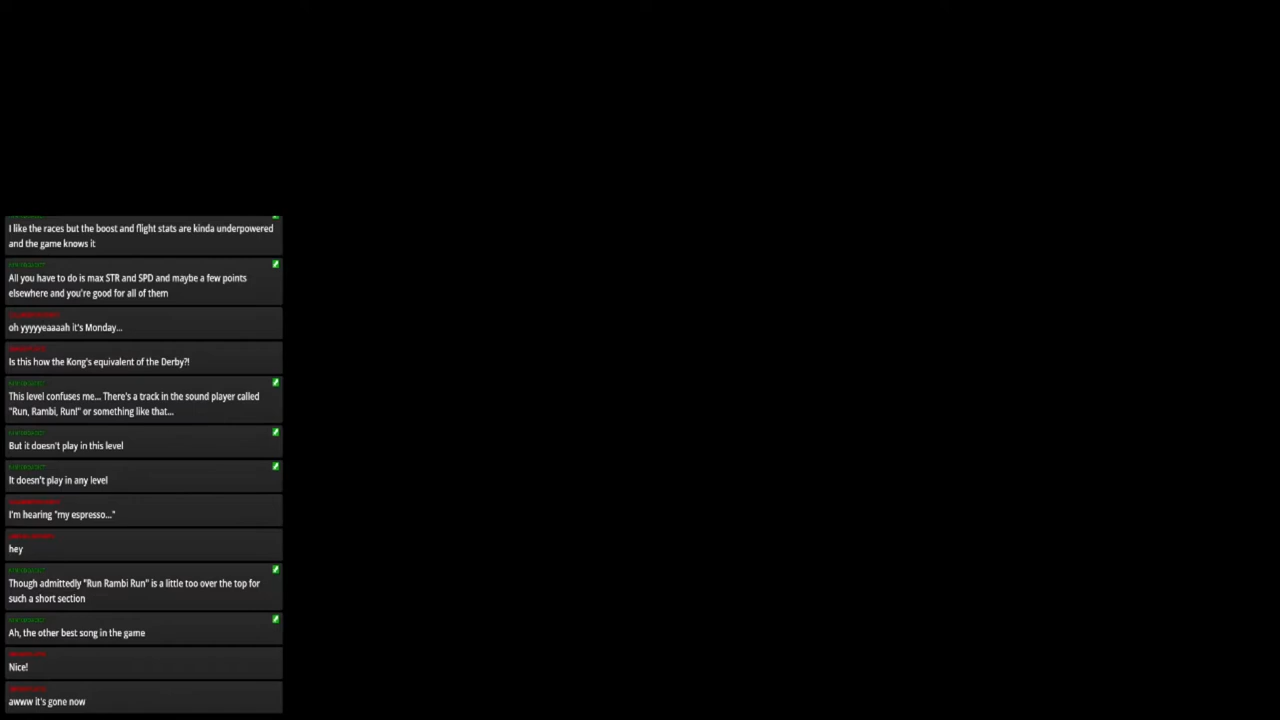 I like the races but the boost and flight stats are kinda underpowered
and the game knows it
All you have to do is max STR and SPD and maybe a few points
elsewhere and you're good for all of them
oh yyyyyeaaaah it's Monday...
Is this how the Kong's equivalent of the Derby?!
This level confuses me... There's a track in the sound player called
"Run, Rambi, Run!" or something like that...
But it doesn't play in this level
It doesn't play in any level
I'm hearing "my espresso..."
hey
Though admittedly "Run Rambi Run" is a little too over the top for
such a short section
Ah, the other best song in the game
Nice!
awww it's gone now